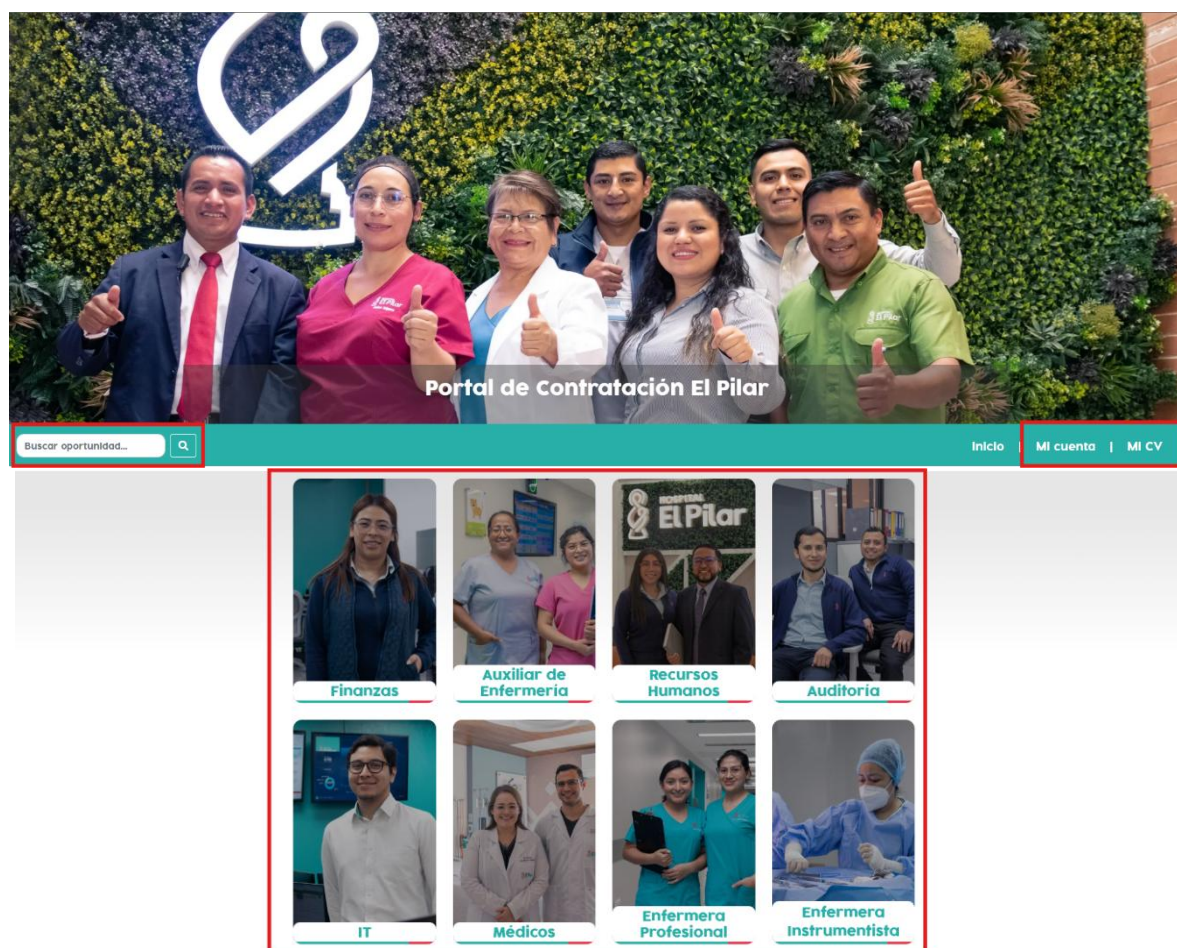 Portal de Contratación El Pilar
Buscar oportunidad...
Inicio | Mi cuenta | Mi CV
HOSPITAL
El Pilar
Finanzas
Auxiliar de
Enfermería
Recursos
Humanos
Auditoría
IT
Médicos
Enfermera
Profesional
Enfermera
Instrumentista